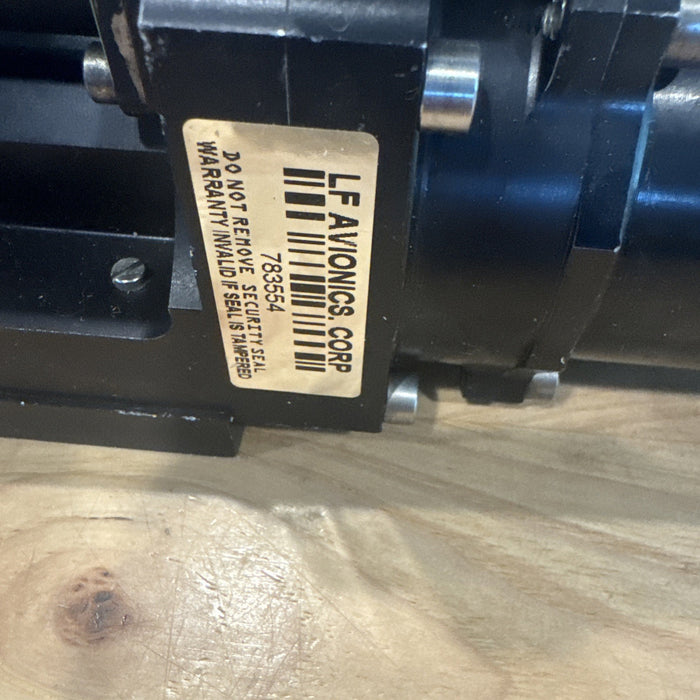 LF AVIONICS, CORP
783554
DO NOT REMOVE SECURITY SEAL
WARRANTY INVALID IF SEAL IS TAMPERED